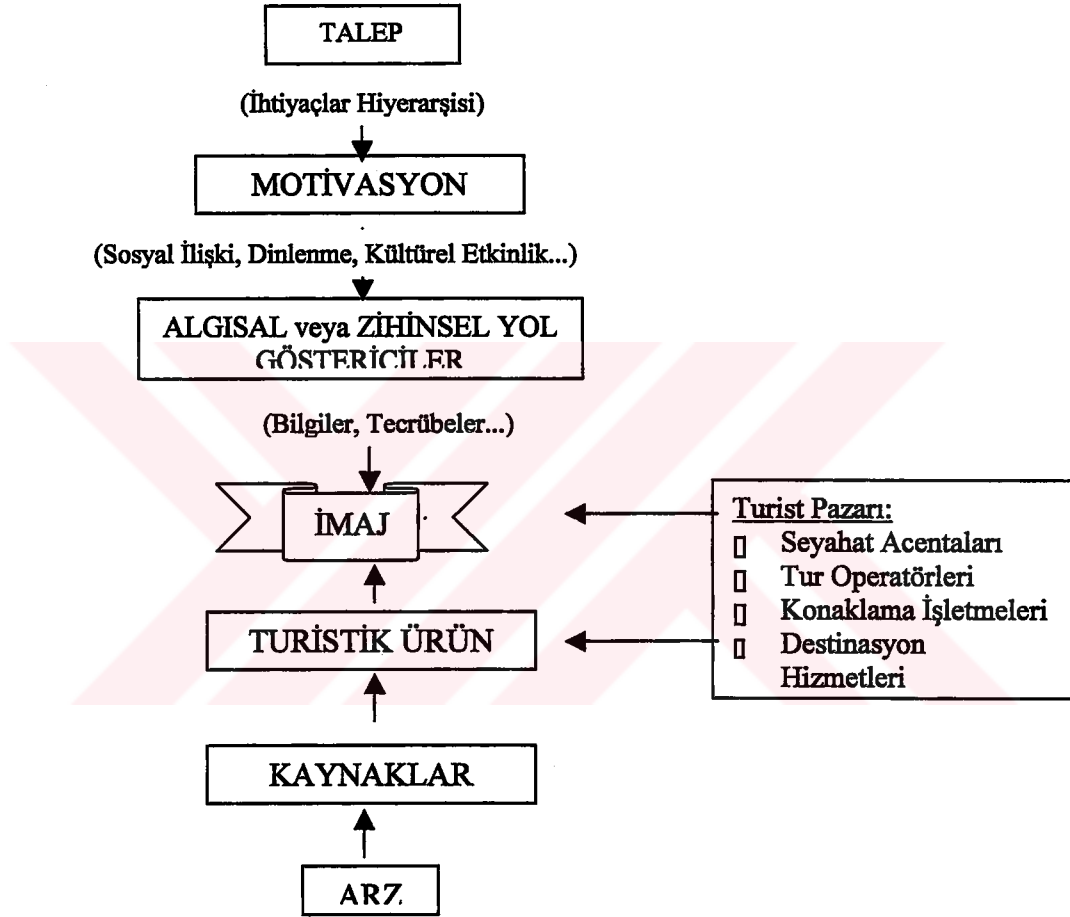 TALEP
(İhtiyaçlar Hiyerarşisi)
MOTİVASYON
(Sosyal İlişki, Dinlenme, Kültürel Etkinlik...)
ALGISAL veya ZİHİNSEL YOL
GÖSTERİCİLER
(Bilgiler, Tecrübeler...)
İMAJ
TURİSTİK ÜRÜN
KAYNAKLAR
ARZ
Turist Pazarı:
Seyahat Acentaları
Tur Operatörleri
Konaklama İşletmeleri
Destinasyon
Hizmetleri